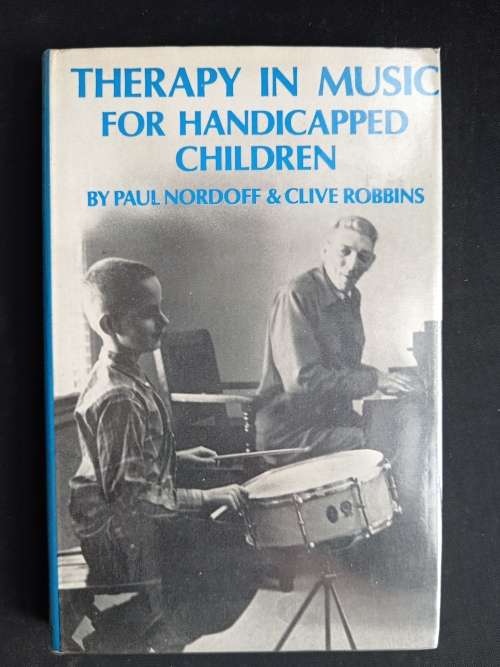 THERAPY IN MUSIC
FOR HANDICAPPED
CHILDREN
BY PAUL NORDOFF & CLIVE ROBBINS